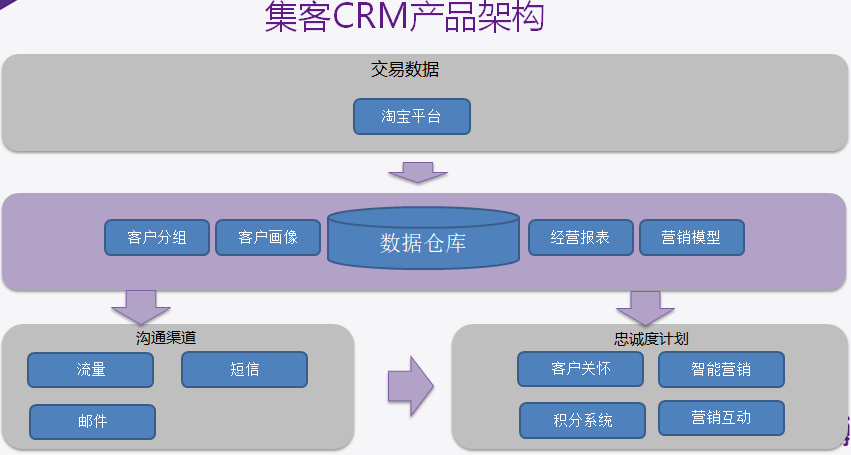 集客CRM产品架构
交易数据
淘宝平台
客户分组
客户画像
数据仓库
经营报表
营销模型
沟通渠道
流量
短信
邮件
忠诚度计划
客户关怀
智能营销
积分系统
营销互动